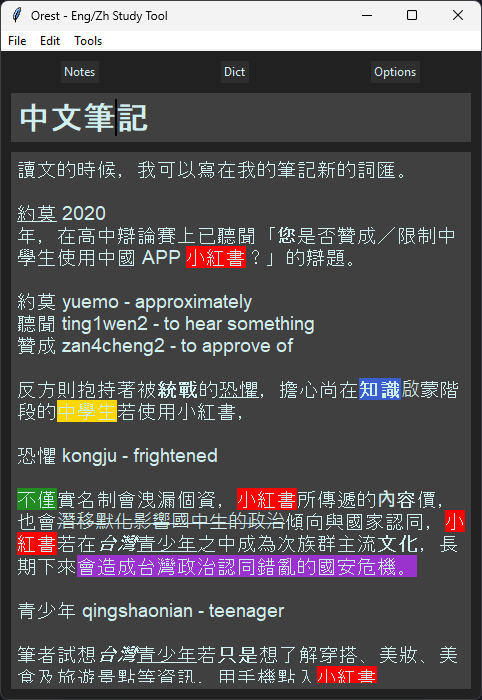 Orest - Eng/Zh Study Tool
File Edit Tools
Notes Dict Options
中文筆記
讀文的時候，我可以寫在我的筆記新的詞匯。
約莫 2020
年，在高中辯論賽上已聽聞「您是否贊成／限制中
學生使用中國 APP 小紅書？」的辯題。
約莫 yuemo - approximately
聽聞 ting1wen2 - to hear something
贊成 zan4cheng2 - to approve of
反方則抱持著被統戰的恐懼，擔心尚在知識啟蒙階
段的中學生若使用小紅書，
恐懼 kongju - frightened
不僅實名制會洩漏個資，小紅書所傳遞的內容價，
也會潛移默化影響國中生的政治傾向與國家認同，小
紅書若在台灣青少年之中成為次族群主流文化，長
期下來會造成台灣政治認同錯亂的國安危機。
青少年 qingshaonian - teenager
筆者試想台灣青少年若只是想了解穿搭、美妝、美
食及旅遊景點等資訊，用手機點入小紅書